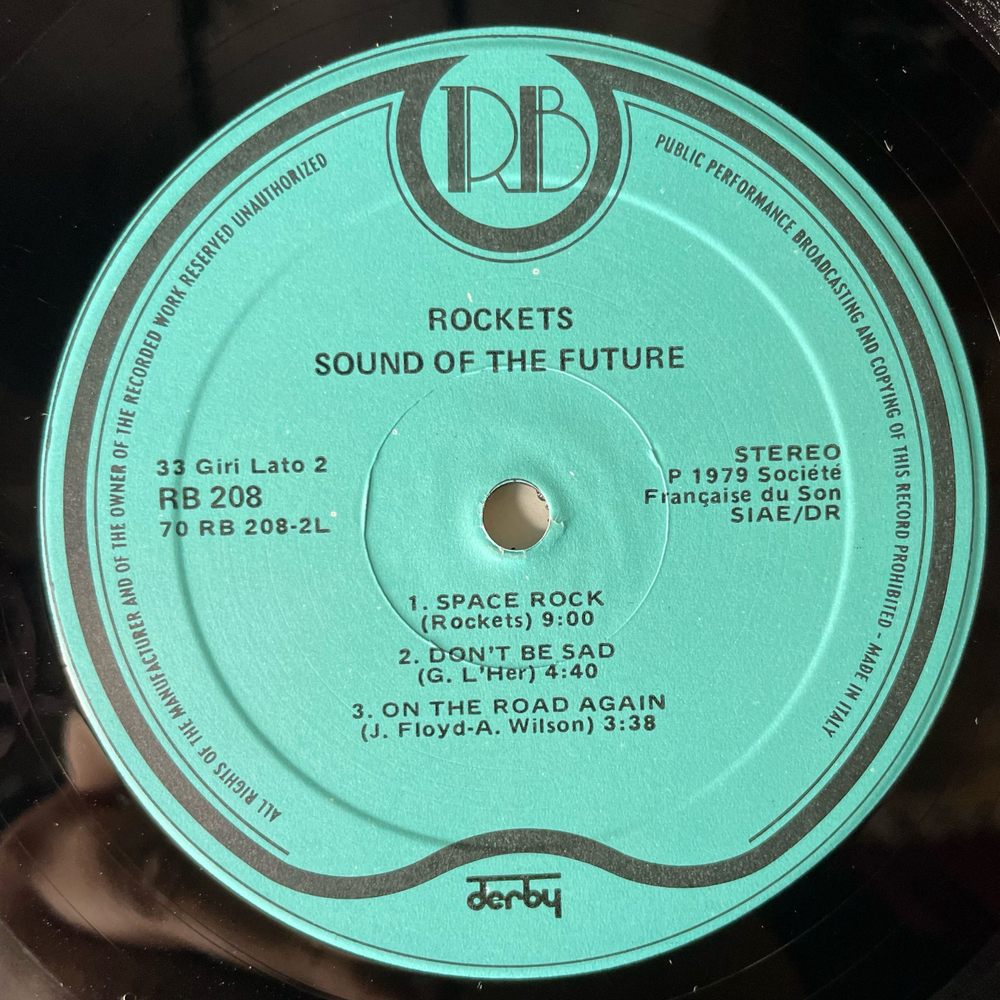 RB
ALL RIGHTS OF THE MANUFACTURER AND OF THE OWNER OF THE RECORDED WORK RESERVED UNAUTHORIZED
PUBLIC PERFORMANCE BROADCASTING AND COPYING OF THIS RECORD PROHIBITED - MADE IN ITALY
ROCKETS
SOUND OF THE FUTURE
33 Giri Lato 2
RB 208
70 RB 208-2L
STEREO
P 1979 Société
Française du Son
SIAE/DR
1. SPACE ROCK
(Rockets) 9:00
2. DON'T BE SAD
(G. L'Her) 4:40
3. ON THE ROAD AGAIN
(J. Floyd-A. Wilson) 3:38
derby